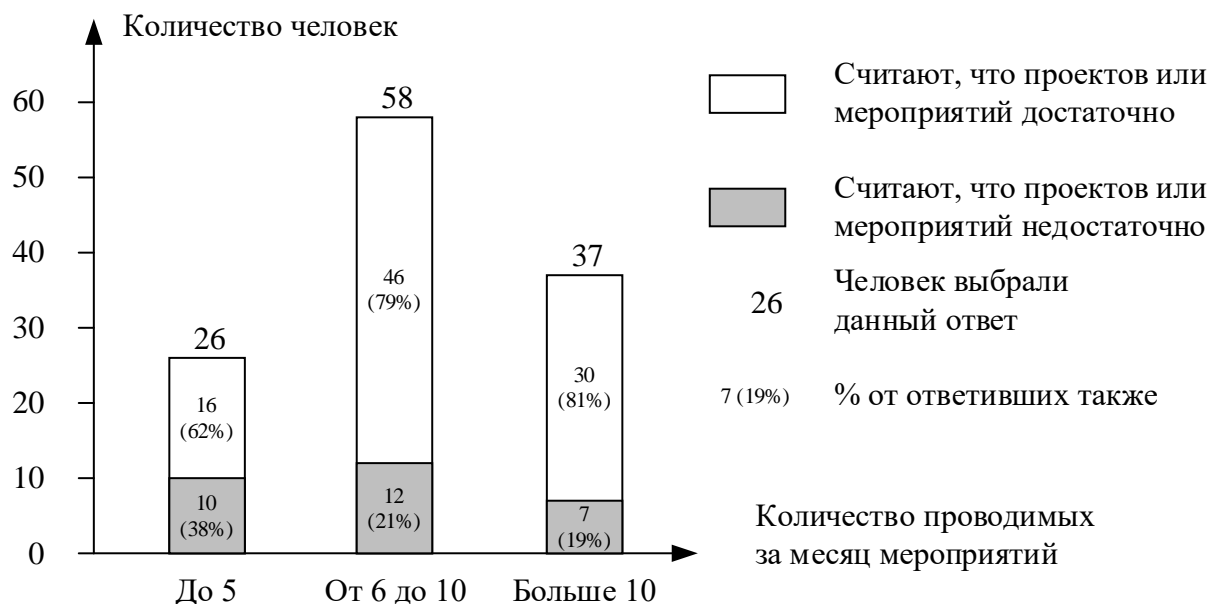 Количество человек
60
50
40
30
20
10
0
26
16
(62%)
10
(38%)
58
46
(79%)
12
(21%)
37
30
(81%)
7
(19%)
До 5
От 6 до 10
Больше 10
Считают, что проектов или
мероприятий достаточно
Считают, что проектов или
мероприятий недостаточно
26
Человек выбрали
данный ответ
7 (19%)
% от ответивших также
Количество проводимых
за месяц мероприятий